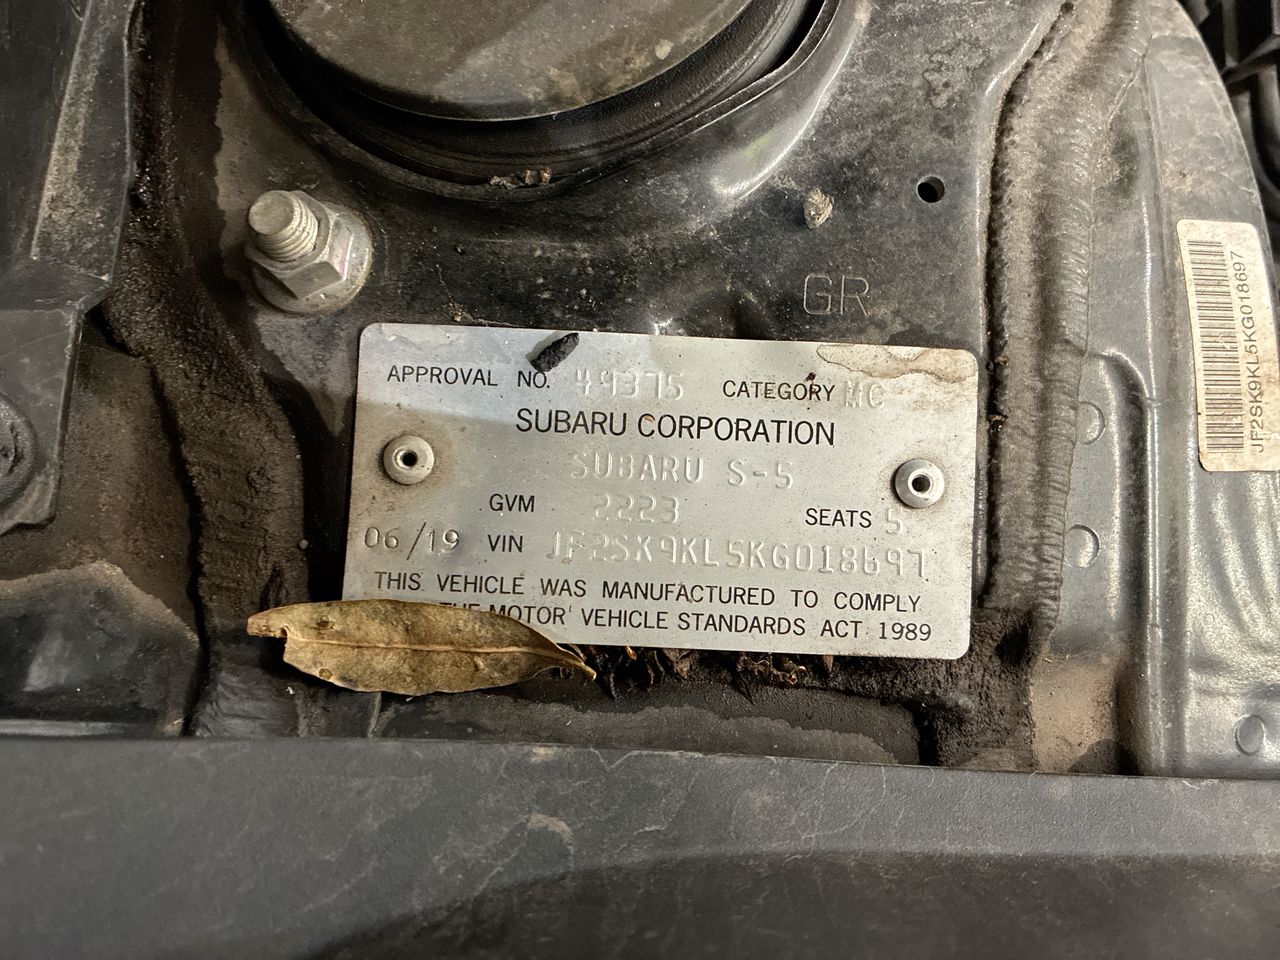 GR
APPROVAL NO. 49375 CATEGORY MC
SUBARU CORPORATION
SUBARU S-5
GVM 2223 SEATS 5
06/19 VIN JF2SK9KL5KG018697
THIS VEHICLE WAS MANUFACTURED TO COMPLY
THE MOTOR VEHICLE STANDARDS ACT 1989
JF2SK9KL5KG018697